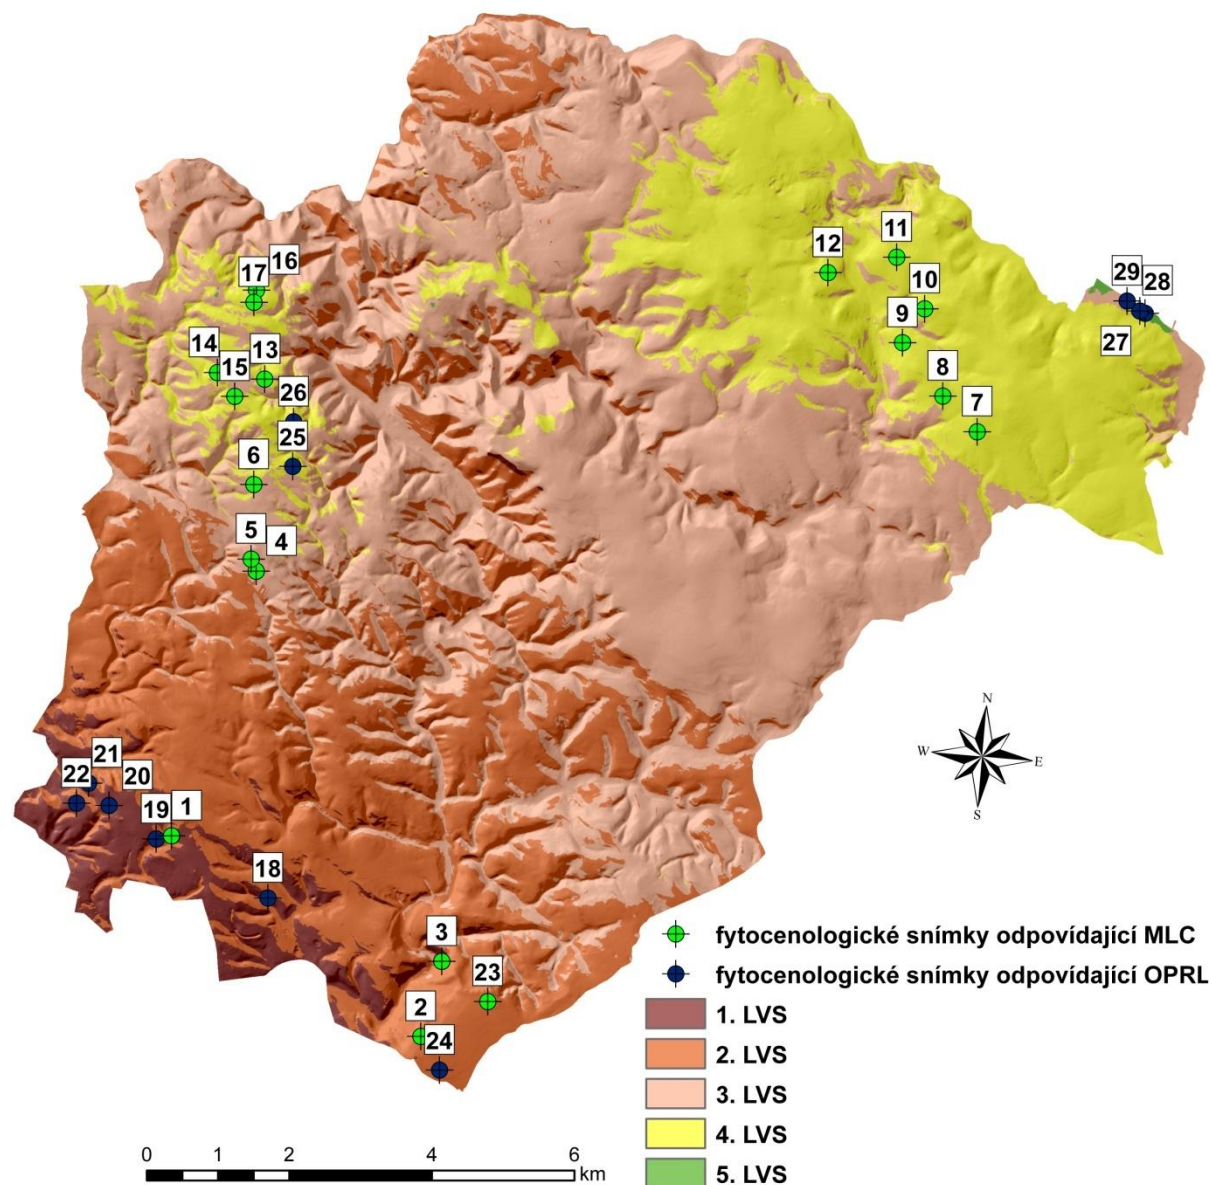 11
12
29 28
16
17
10
27
9
14 13
15
26
8
7
25
6
5 4
N
W E
S
21
22 20
19 1
18
3
fytocenologické snímky odpovídající MLC
fytocenologické snímky odpovídající OPRL
23
1. LVS
2
24
2. LVS
3. LVS
4. LVS
0 1 2 4 6
km
5. LVS